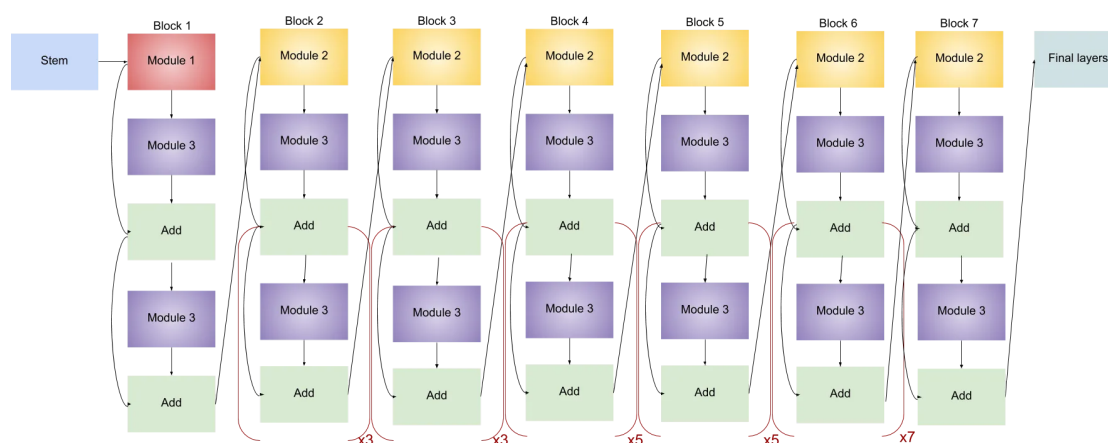 Block 1
Block 2
Block 3
Block 4
Block 5
Block 6
Block 7
Stem
Module 1
Module 2
Module 2
Module 2
Module 2
Module 2
Module 2
Final layers
Module 3
Module 3
Module 3
Module 3
Module 3
Module 3
Module 3
Add
Add
Add
Add
Add
Add
Add
Module 3
Module 3
Module 3
Module 3
Module 3
Module 3
Module 3
Add
Add
Add
Add
Add
Add
Add
x3
x3
x5
x5
x7